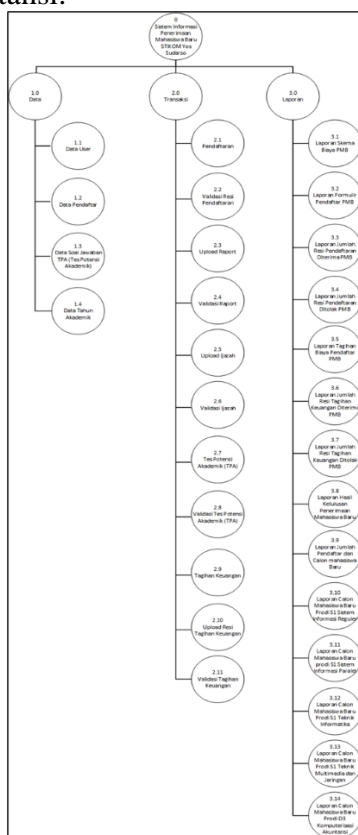 0
Sistem Informasi
Penerimaan
Mahasiswa Baru
STIKOM Yos
Sudarso
1.0
Data
2.0
Transaksi
3.0
Laporan
1.1
Data User
1.2
Data Pendaftar
1.3
Data Soal Jawaban
TPA (Tes Potensi
Akademik)
1.4
Data Tahun
Akademik
2.1
Pendaftaran
2.2
Validasi Resi
Pendaftaran
2.3
Upload Raport
2.4
Validasi Raport
2.5
Upload Ijazah
2.6
Validasi Ijazah
2.7
Tes Potensi
Akademik (TPA)
2.8
Validasi Tes Potensi
Akademik (TPA)
2.9
Tagihan Keuangan
2.10
Upload Resi
Tagihan Keuangan
2.11
Validasi Tagihan
Keuangan
3.1
Laporan Skema
Biaya PMB
3.2
Laporan Formulir
Pendaftar PMB
3.3
Laporan Jumlah
Resi Pendaftaran
Diterima PMB
3.4
Laporan Jumlah
Resi Pendaftaran
Ditolak PMB
3.5
Laporan Tagihan
Biaya Pendaftar
PMB
3.6
Laporan Jumlah
Resi Tagihan
Keuangan Diterima
PMB
3.7
Laporan Jumlah
Resi Tagihan
Keuangan Ditolak
PMB
3.8
Laporan Hasil
Kelulusan
Penerimaan
Mahasiswa Baru
3.9
Laporan Jumlah
Pendaftar dan
Calon mahasiswa
Baru
3.10
Laporan Calon
Mahasiswa Baru
Prodi S1 Sistem
Informasi Reguler
3.11
Laporan Calon
Mahasiswa Baru
prodi S1 Sistem
Informasi Paralel
3.12
Laporan Calon
Mahasiswa Baru
Prodi S1 Teknik
Informatika
3.13
Laporan Calon
Mahasiswa Baru
Prodi S1 Teknik
Multimedia dan
Jaringan
3.14
Laporan Calon
Mahasiswa Baru
Prodi D3
Komputerisasi
Akuntansi